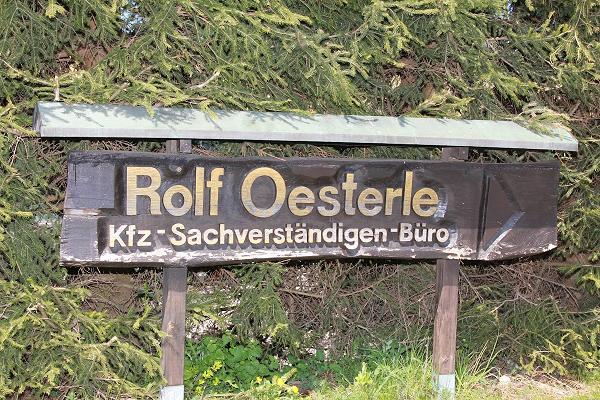 Rolf Oesterle
Kfz-Sachverständigen-Büro